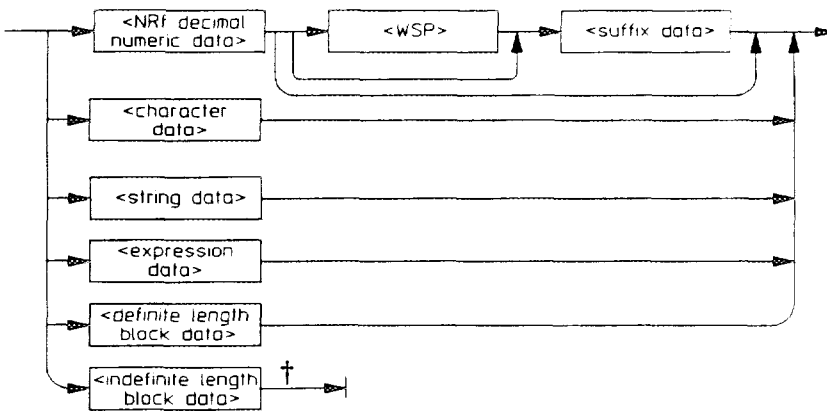 <NRf decimal
numeric data>
<WSP>
<suffix data>
<character
data>
<string data>
<expression
data>
<definite length
block data>
<indefinite length
block data>
†